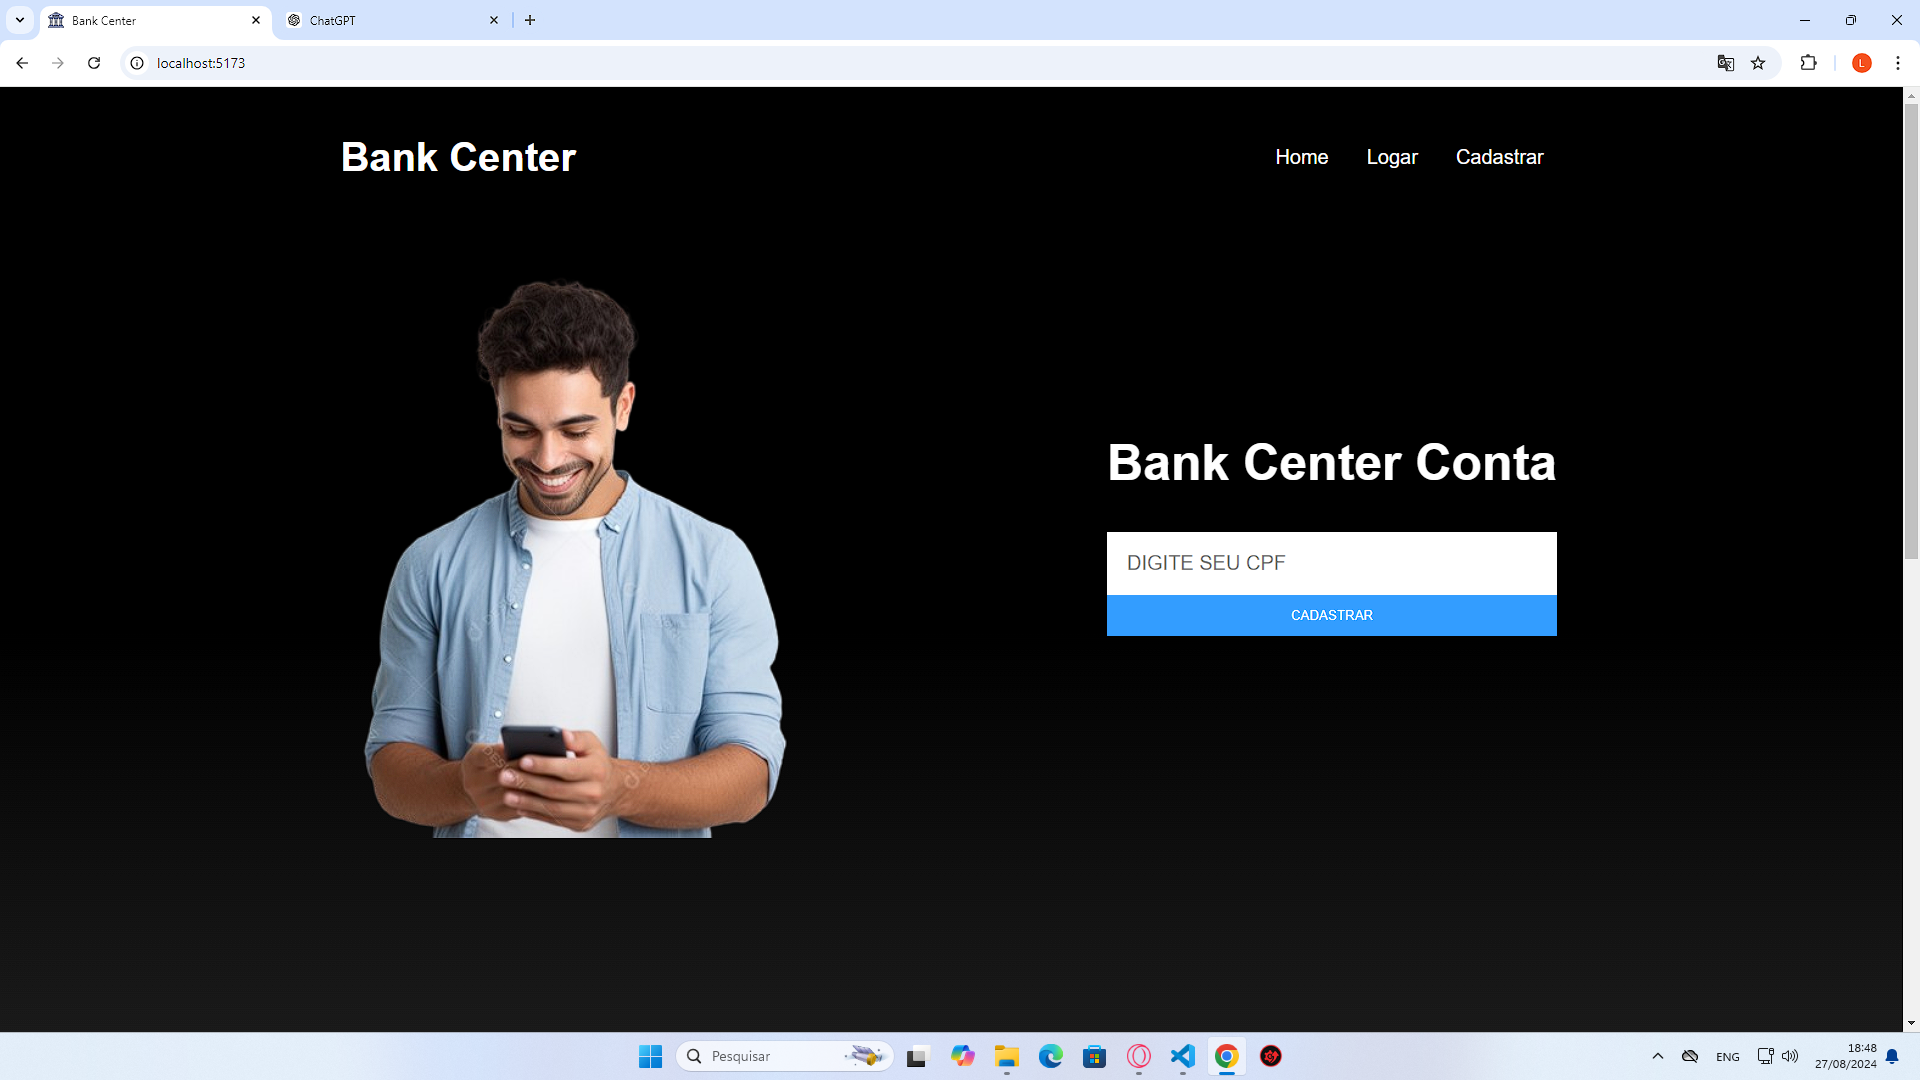 Bank Center
ChatGPT
localhost:5173
L
Bank Center
Home
Logar
Cadastrar
Bank Center Conta
DIGITE SEU CPF
CADASTRAR
Pesquisar
ENG
18:48
27/08/2024